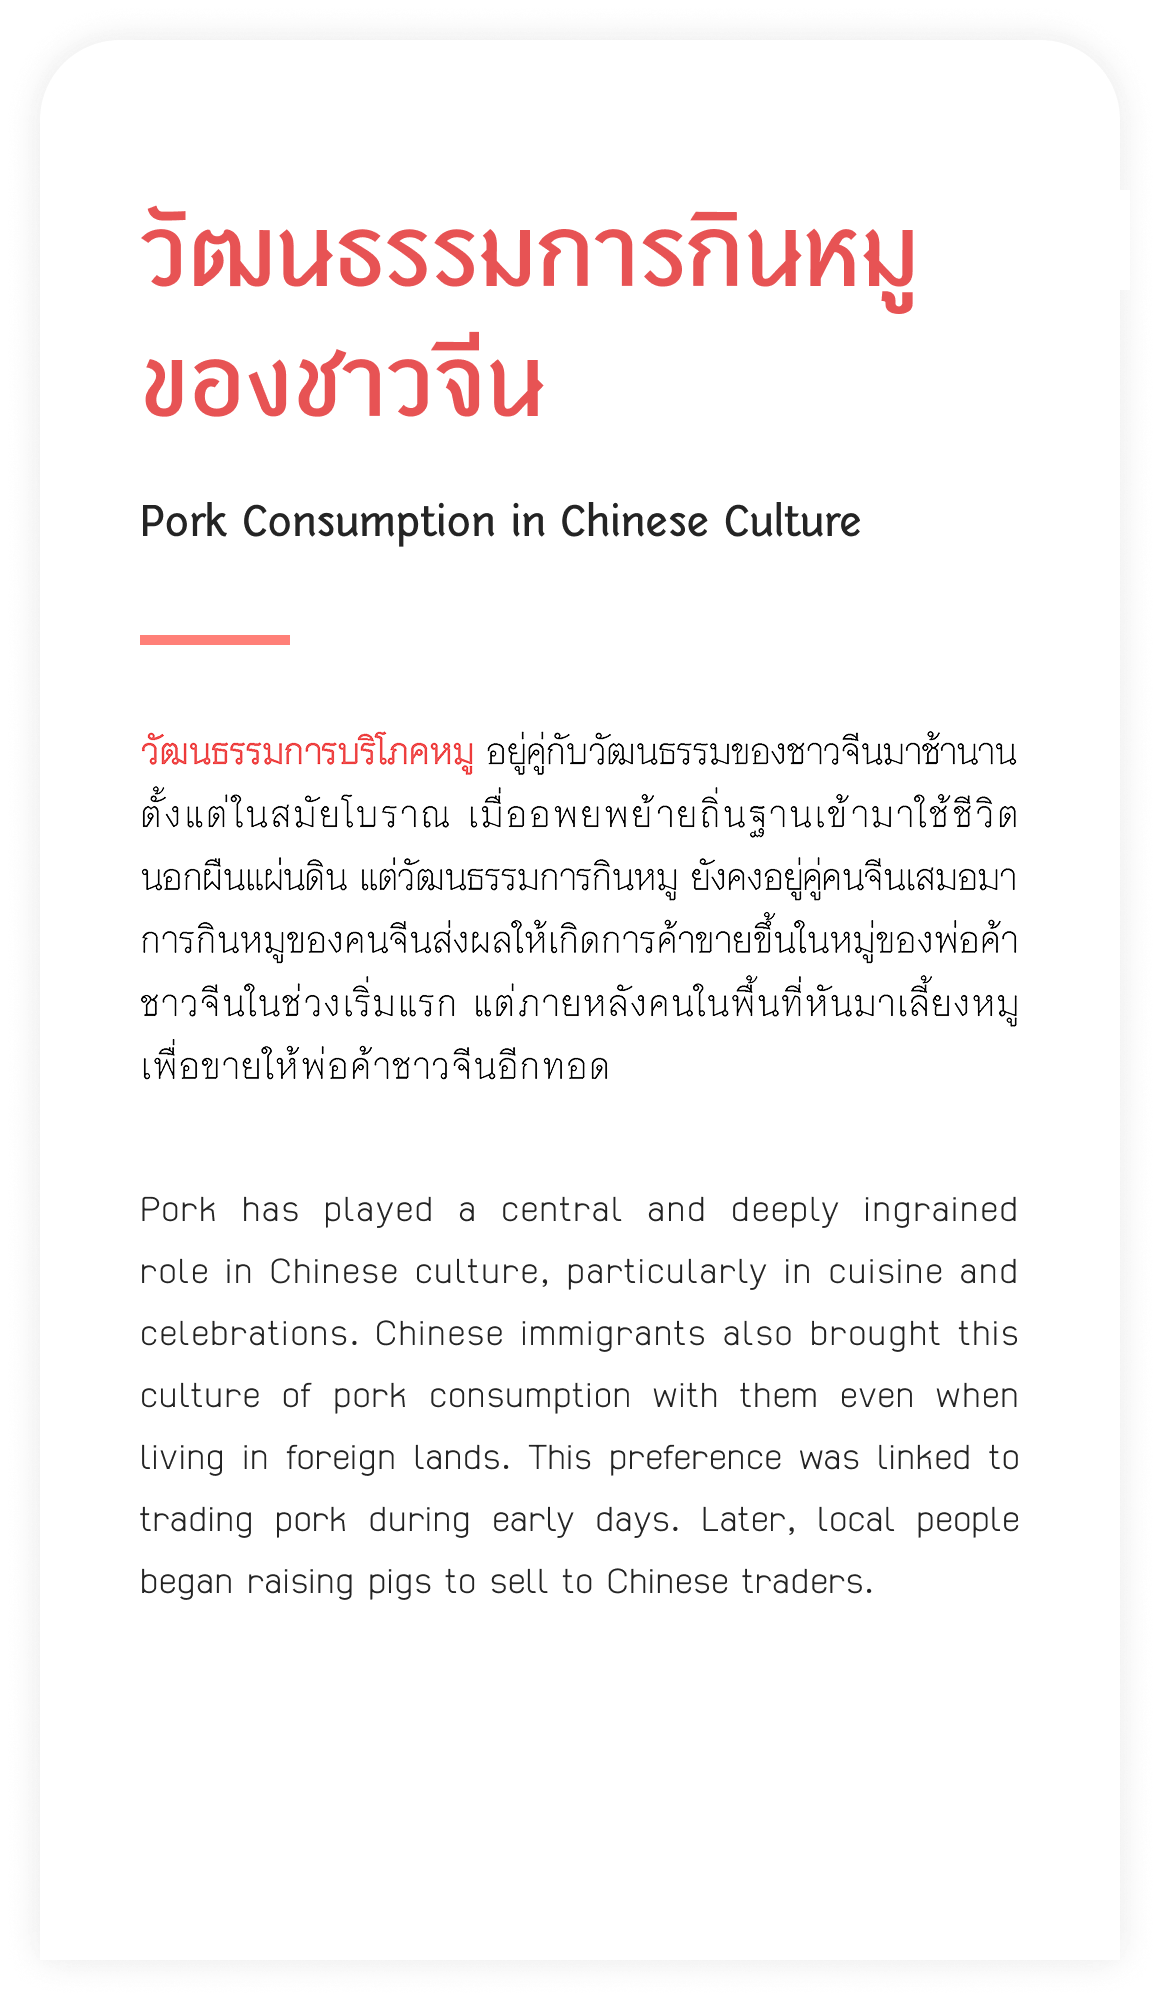 วัฒนธรรมการกินหมู
ของชาวจีน
Pork Consumption in Chinese Culture
วัฒนธรรมการบริโภคหมู อยู่คู่กับวัฒนธรรมของชาวจีนมาช้านาน
ตั้งแต่ในสมัยโบราณ เมื่ออพยพย้ายถิ่นฐานเข้ามาใช้ชีวิต
นอกผืนแผ่นดิน แต่วัฒนธรรมการกินหมู ยังคงอยู่คู่คนจีนเสมอมา
การกินหมูของคนจีนส่งผลให้เกิดการค้าขายขึ้นในหมู่ของพ่อค้า
ชาวจีนในช่วงเริ่มแรก แต่ภายหลังคนในพื้นที่หันมาเลี้ยงหมู
เพื่อขายให้พ่อค้าชาวจีนอีกทอด
Pork has played a central and deeply ingrained
role in Chinese culture, particularly in cuisine and
celebrations. Chinese immigrants also brought this
culture of pork consumption with them even when
living in foreign lands. This preference was linked to
trading pork during early days. Later, local people
began raising pigs to sell to Chinese traders.